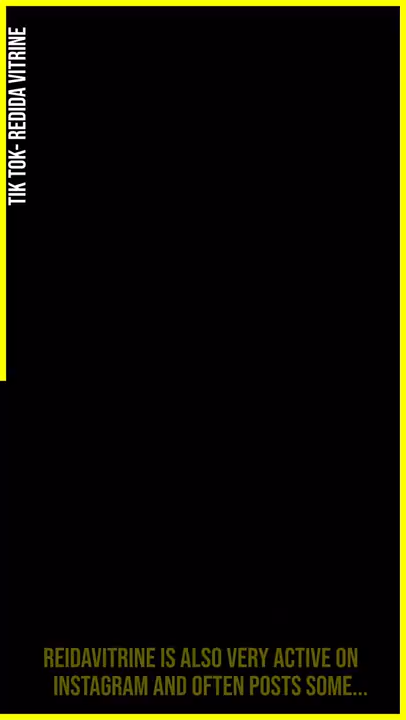 TIK TOK- REDIDA VITRINE
REIDAVITRINE IS ALSO VERY ACTIVE ON
INSTAGRAM AND OFTEN POSTS SOME...